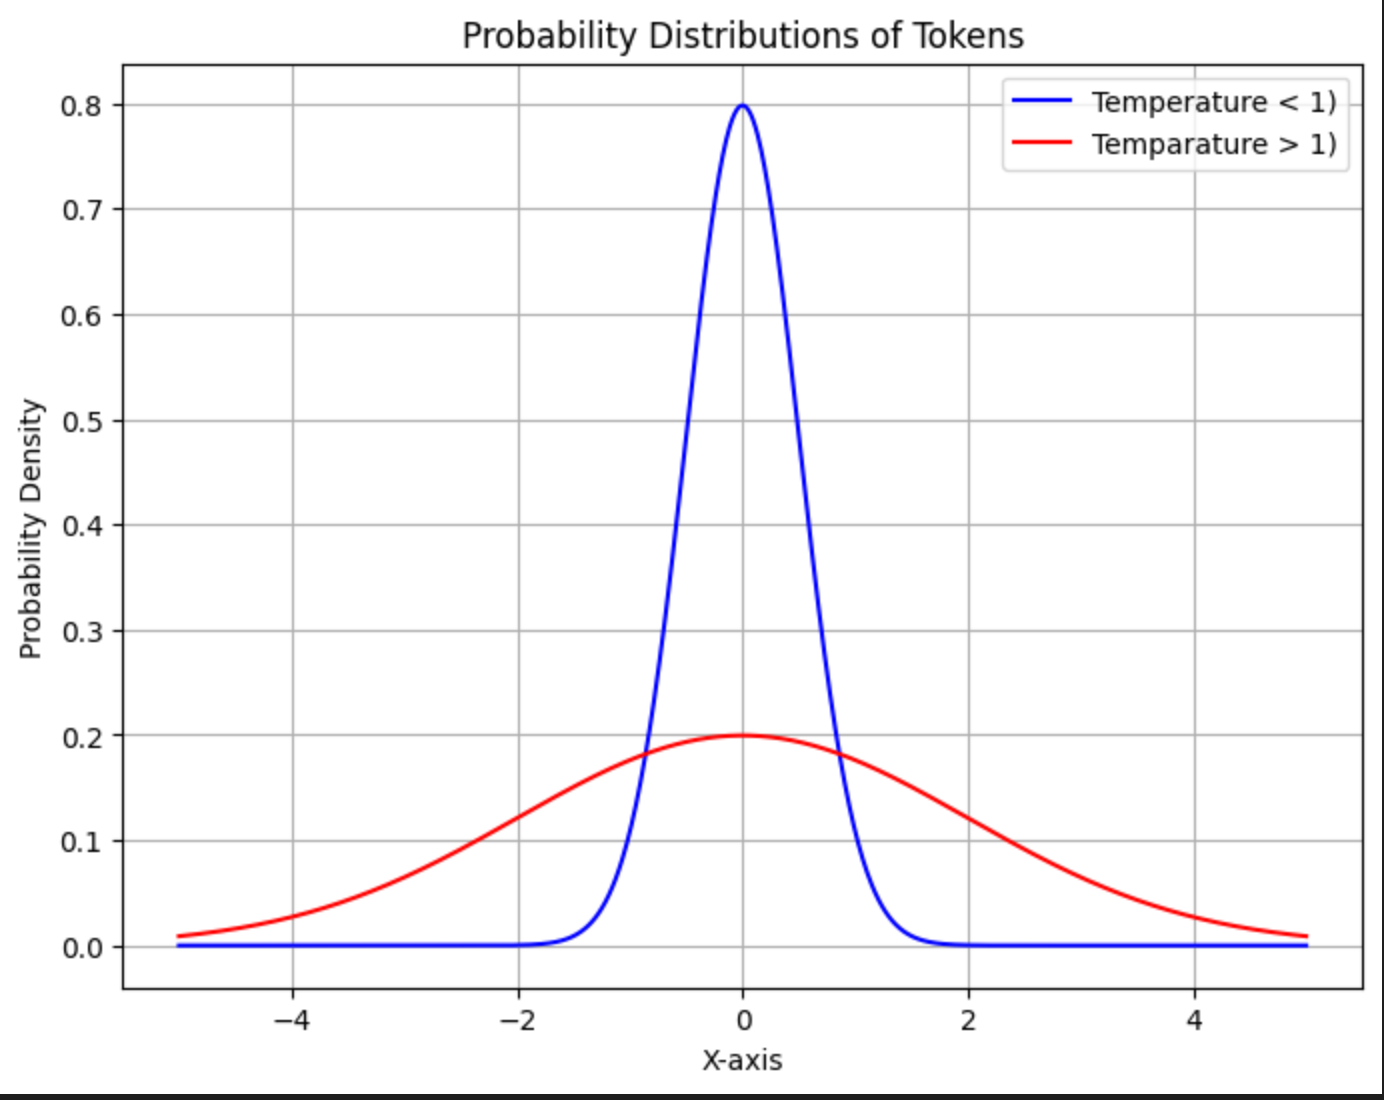 Probability Distributions of Tokens
Temperature < 1)
Temparature > 1)
0.8
0.7
0.6
0.5
0.4
0.3
0.2
0.1
0.0
Probability Density
−4
−2
0
2
4
X-axis